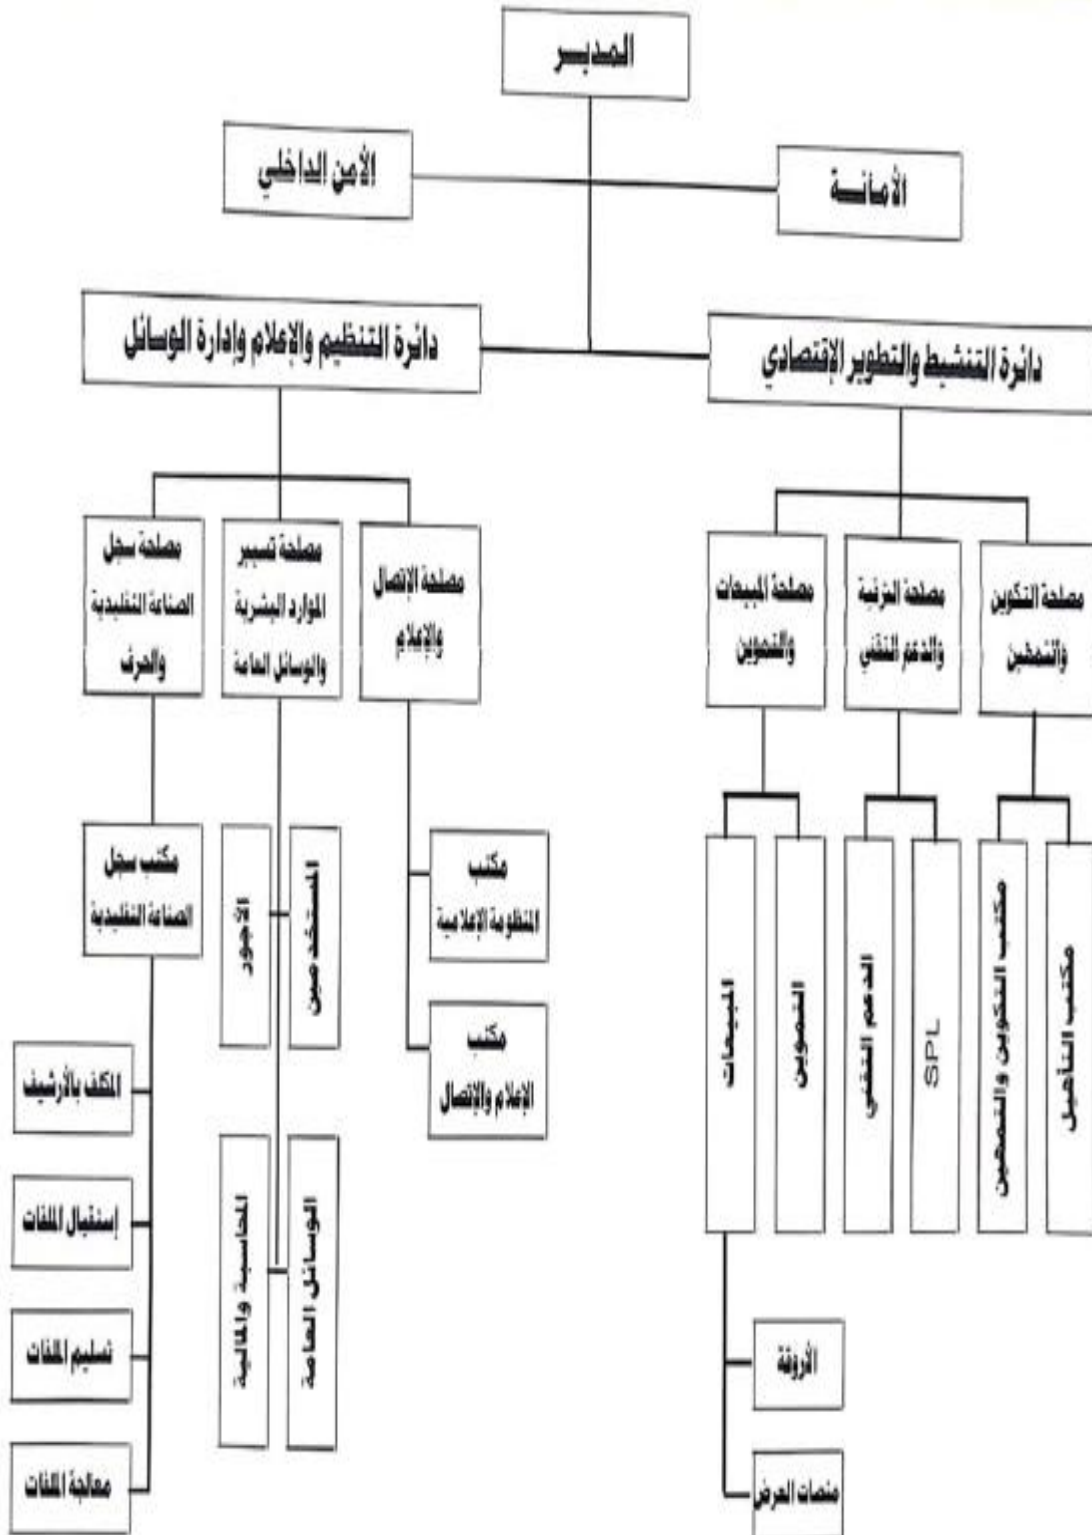 المديـر
الأمانـــة
الأمن الداخلي
دائرة التنشيط والتطوير الإقتصادي
دائرة التنظيم والإعلام وإدارة الوسائل
مصلحة التكوين
والتمهين
مصلحة الترقية
والدعم التقني
مصلحة المبيعات
والتموين
مصلحة الإتصال
والإعلام
مصلحة تسيير
الموارد البشرية
والوسائل العامة
مصلحة سجل
الصناعة التقليدية
والحرف
مكتب التأهيل
مكتب التكوين والتمهين
SPL
الدعم التقني
التموين
المبيعات
الأروقة
منصات العرض
مكتب
المنظومة الإعلامية
مكتب
الإعلام والإتصال
المستخدمين
الأجور
الوسائل العامة
المحاسبة والمالية
مكتب سجل
الصناعة التقليدية
المكلف بالأرشيف
إستقبال الملفات
تسليم الملفات
معالجة الملفات